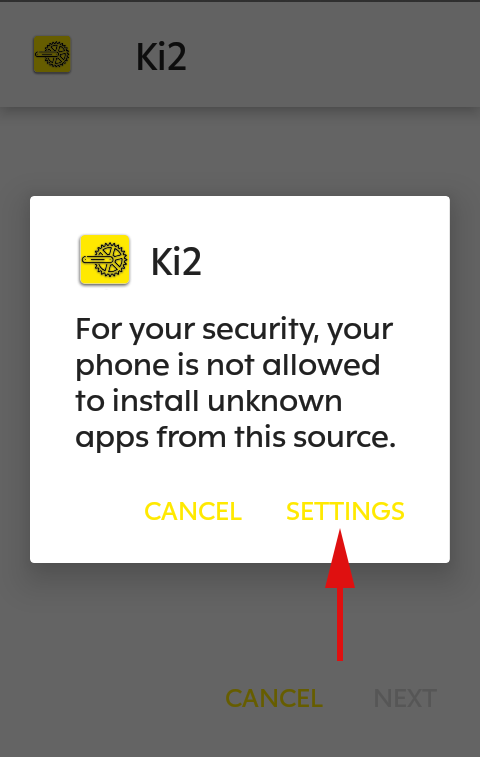 Ki2
Ki2
For your security, your
phone is not allowed
to install unknown
apps from this source.
CANCEL SETTINGS
CANCEL NEXT